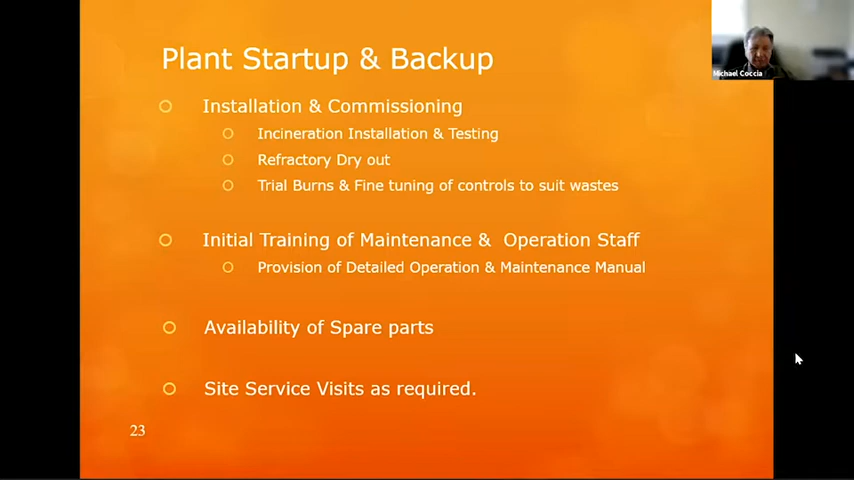 Plant Startup & Backup
Michael Coccia
Installation & Commissioning
Incineration Installation & Testing
Refractory Dry out
Trial Burns & Fine tuning of controls to suit wastes
Initial Training of Maintenance & Operation Staff
Provision of Detailed Operation & Maintenance Manual
Availability of Spare parts
Site Service Visits as required.
23